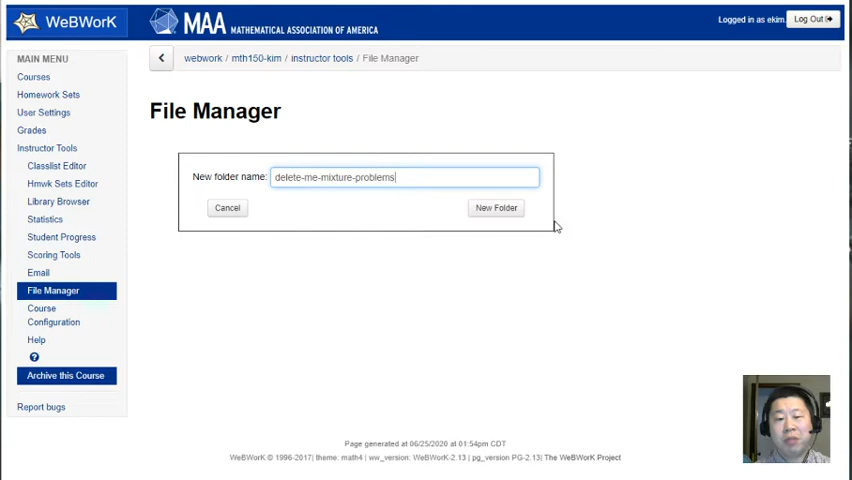 WeBWorK
MAA MATHEMATICAL ASSOCIATION OF AMERICA
Logged in as ekim.
Log Out
MAIN MENU
Courses
Homework Sets
User Settings
Grades
Instructor Tools
Classlist Editor
Hmwk Sets Editor
Library Browser
Statistics
Student Progress
Scoring Tools
Email
File Manager
Course
Configuration
Help
?
Archive this Course
Report bugs
webwork / mth150-kim / instructor tools / File Manager
File Manager
New folder name: delete-me-mixture-problems
Cancel
New Folder
Page generated at 06/25/2020 at 01:54pm CDT
WeBWorK © 1996-2017| theme: math4 | ww_version: WeBWorK-2.13 | pg_version PG-2.13| The WeBWorK Project